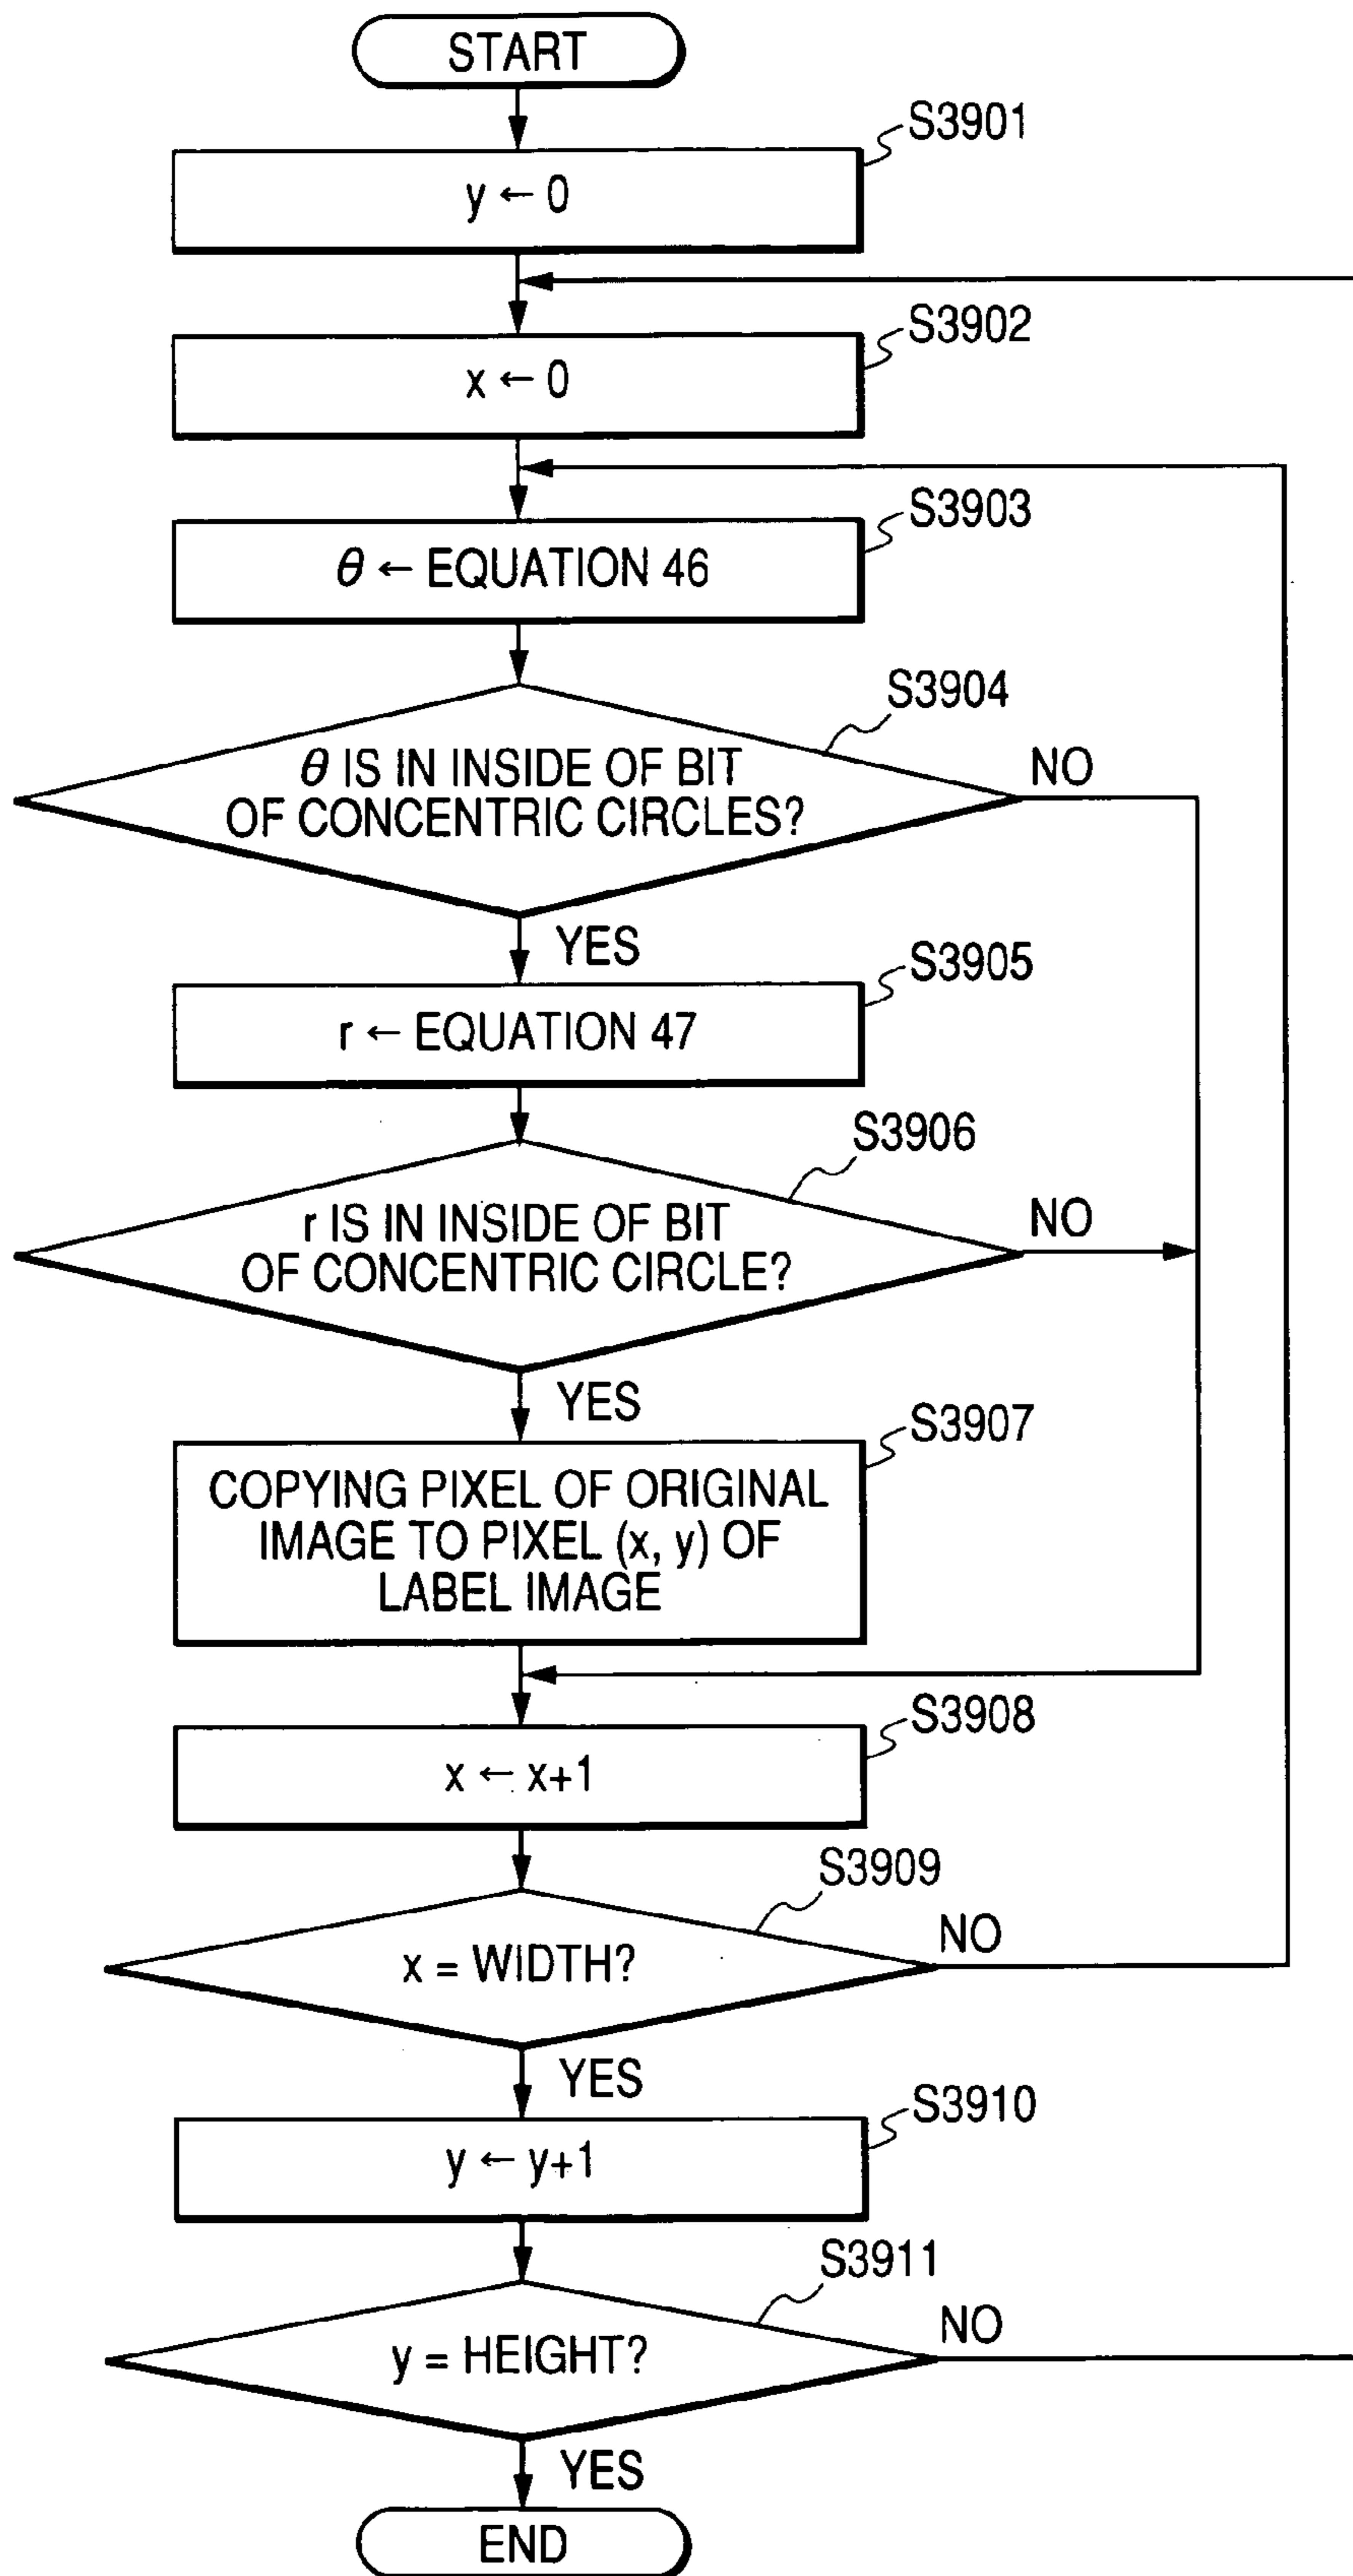 START
S3901
y ← 0
S3902
x ← 0
S3903
θ ← EQUATION 46
S3904
θ IS IN INSIDE OF BIT
OF CONCENTRIC CIRCLES?
NO
YES
S3905
r ← EQUATION 47
S3906
r IS IN INSIDE OF BIT
OF CONCENTRIC CIRCLE?
NO
YES
S3907
COPYING PIXEL OF ORIGINAL
IMAGE TO PIXEL (x, y) OF
LABEL IMAGE
S3908
x ← x+1
S3909
x = WIDTH?
NO
YES
S3910
y ← y+1
S3911
y = HEIGHT?
NO
YES
END